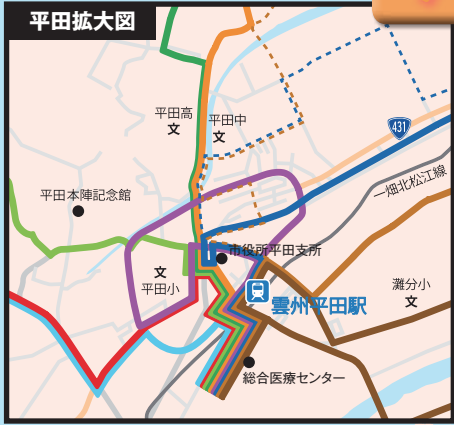 平田拡大図
平田高
文
平田中
文
431
一畑北松江線
平田本陣記念館
市役所平田支所
文
平田小
雲州平田駅
灘分小
文
総合医療センター